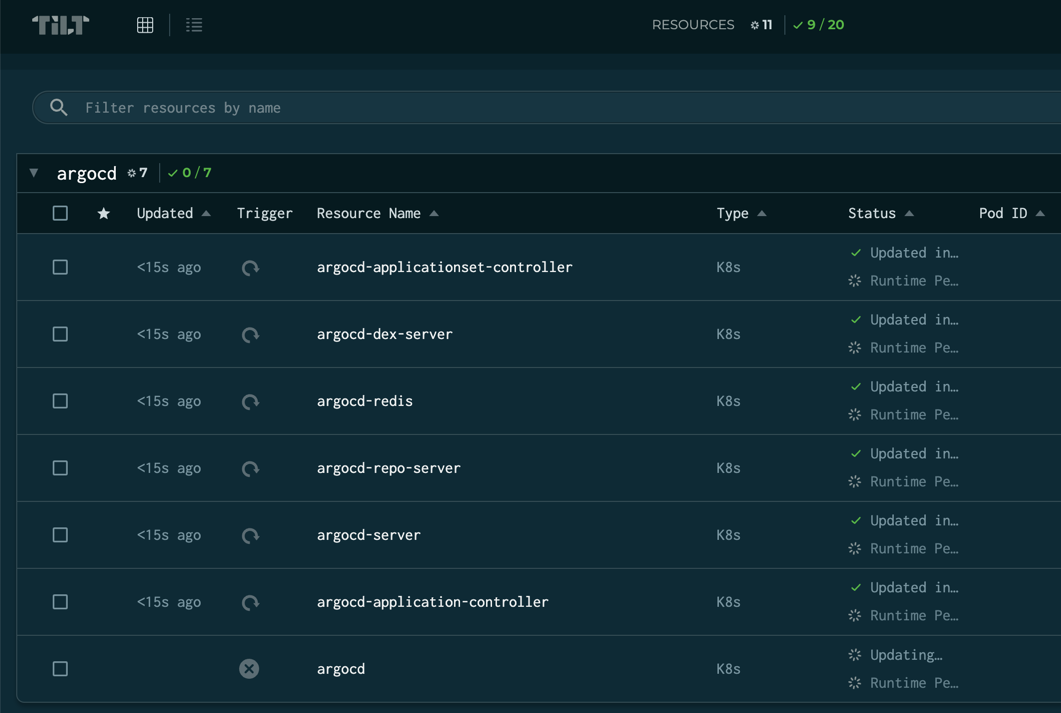 TILT
RESOURCES 11 9 / 20
Filter resources by name
argocd 7 0 / 7
Updated Trigger Resource Name Type Status Pod ID
<15s ago argocd-applicationset-controller K8s Updated in…
Runtime Pe…
<15s ago argocd-dex-server K8s Updated in…
Runtime Pe…
<15s ago argocd-redis K8s Updated in…
Runtime Pe…
<15s ago argocd-repo-server K8s Updated in…
Runtime Pe…
<15s ago argocd-server K8s Updated in…
Runtime Pe…
<15s ago argocd-application-controller K8s Updated in…
Runtime Pe…
argocd K8s Updating…
Runtime Pe…